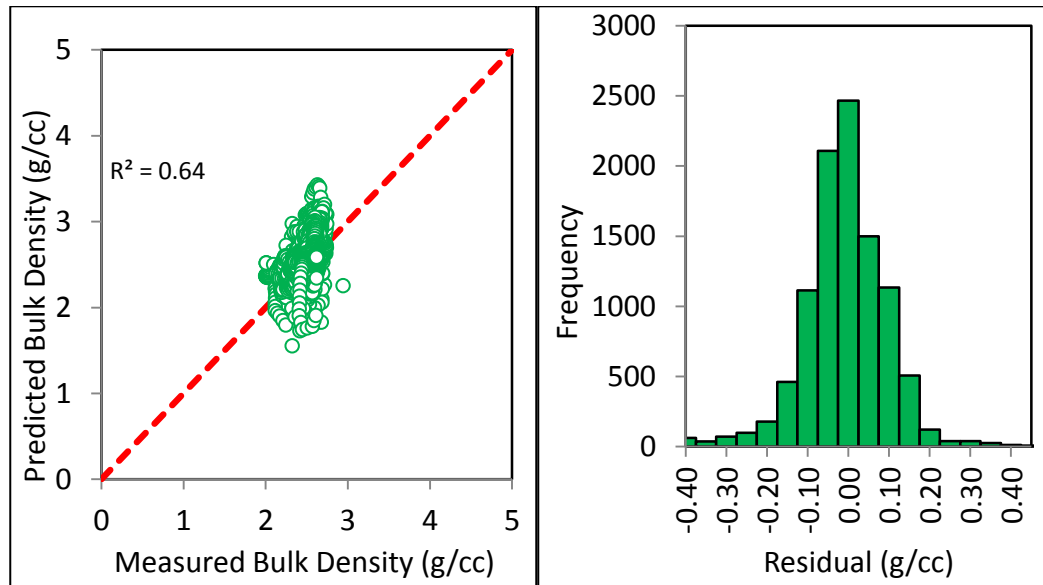 Predicted Bulk Density (g/cc)
5
4
3
2
1
0
R² = 0.64
0 1 2 3 4 5
Measured Bulk Density (g/cc)
Frequency
3000
2500
2000
1500
1000
500
0
-0.40 -0.30 -0.20 -0.10 0.00 0.10 0.20 0.30 0.40
Residual (g/cc)